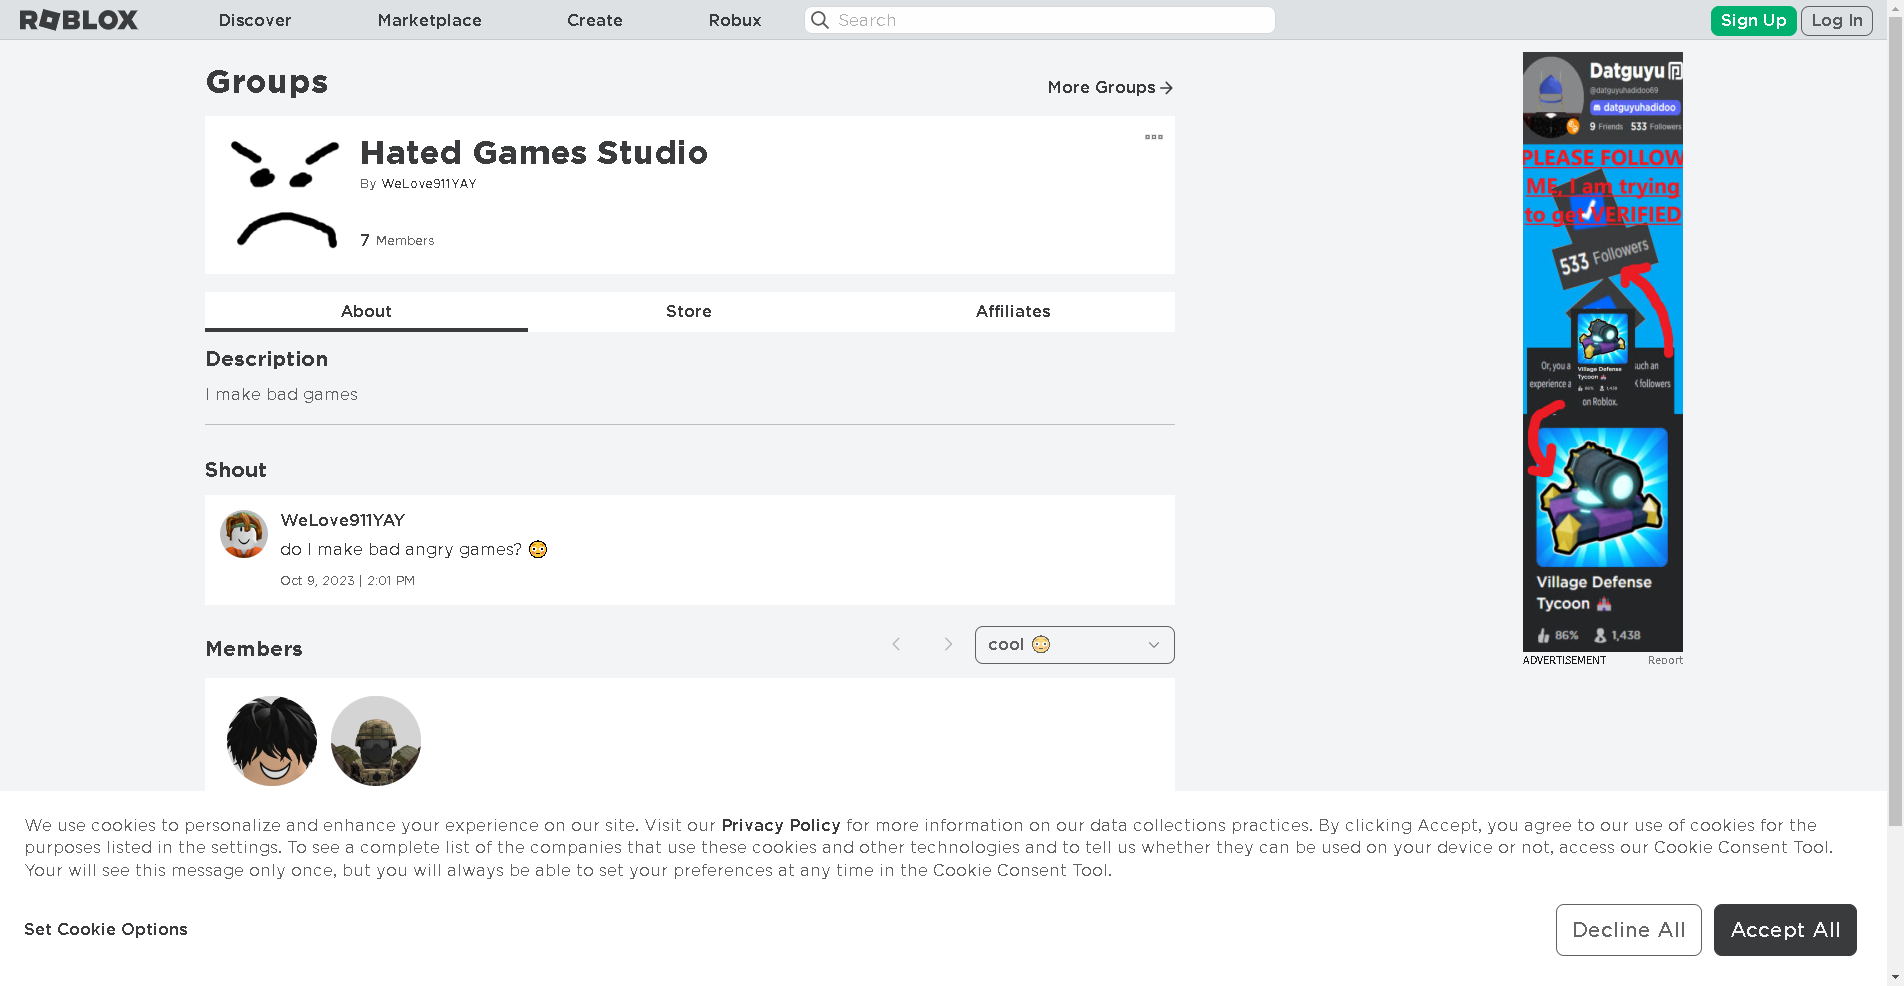 ROBLOX Discover Marketplace Create Robux Search Sign Up Log In
Groups
More Groups
Hated Games Studio
By WeLove911YAY
7 Members
About Store Affiliates
Description
I make bad games
Shout
WeLove911YAY
do I make bad angry games? 😳
Oct 9, 2023 | 2:01 PM
Members
cool 😳
Datguyu
@datguyuhadidoo69
datguyuhadidoo
9 Friends 533 Followers
PLEASE FOLLOW
ME, I am trying
to get VERIFIED
533 Followers
Or, you a such an
Village Defense
Tycoon 🏰
experience a K followers
86% 1,438
on Roblox.
Village Defense
Tycoon 🏰
86% 1,438
ADVERTISEMENT Report
We use cookies to personalize and enhance your experience on our site. Visit our Privacy Policy for more information on our data collections practices. By clicking Accept, you agree to our use of cookies for the
purposes listed in the settings. To see a complete list of the companies that use these cookies and other technologies and to tell us whether they can be used on your device or not, access our Cookie Consent Tool.
Your will see this message only once, but you will always be able to set your preferences at any time in the Cookie Consent Tool.
Set Cookie Options
Decline All Accept All